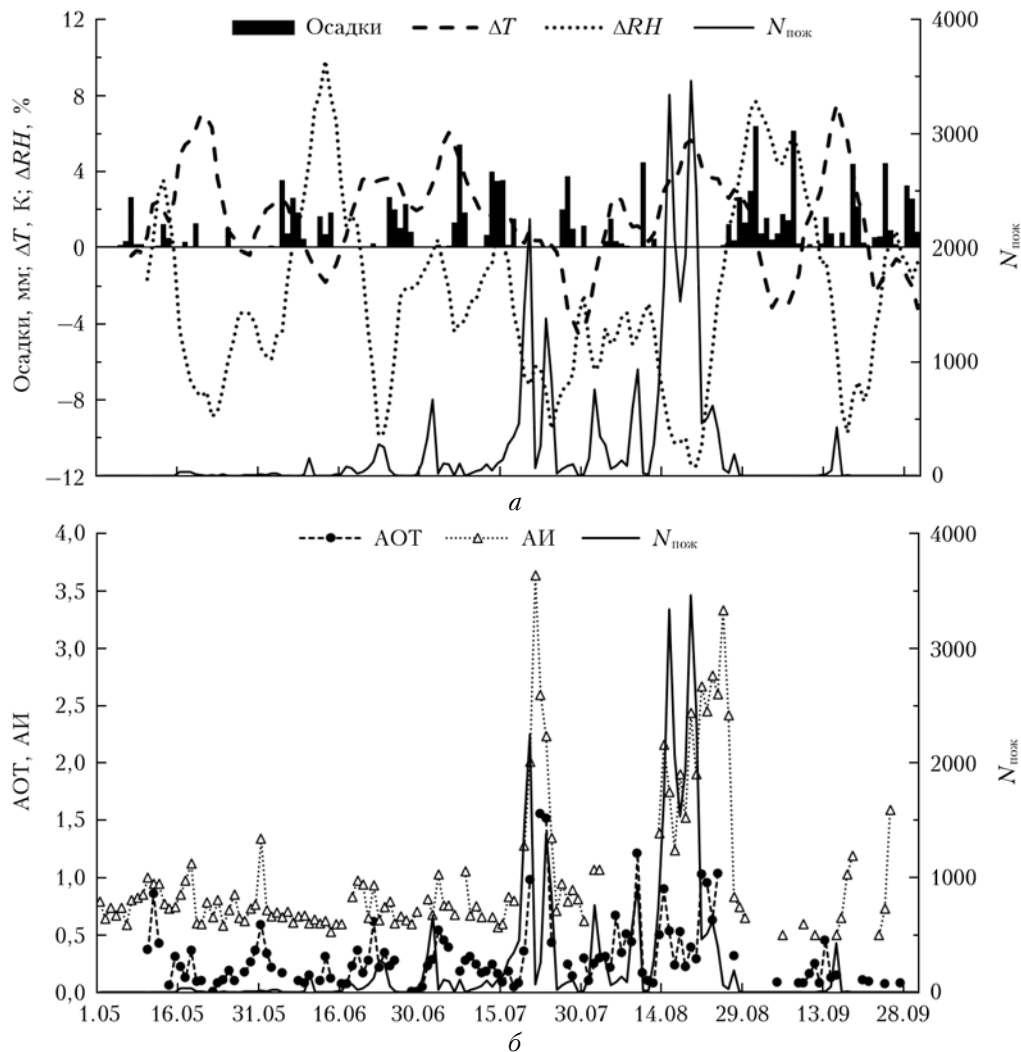 Осадки ΔT ΔRH Nпож
12
8
4
0
−4
−8
−12
Осадки, мм; ΔT, К; ΔRH, %
4000
3000
2000
1000
0
Nпож
а
АОТ АИ Nпож
4,0
3,5
3,0
2,5
2,0
1,5
1,0
0,5
0,0
АОТ, АИ
4000
3000
2000
1000
0
Nпож
1.05 16.05 31.05 16.06 30.06 15.07 30.07 14.08 29.08 13.09 28.09
б